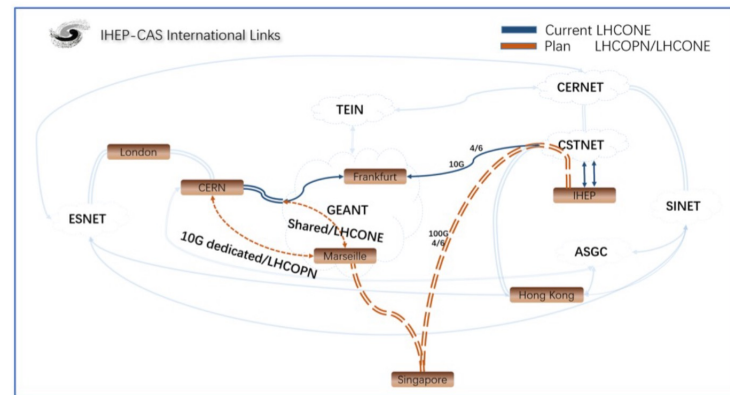 IHEP-CAS International Links
Current LHCONE
Plan LHCOPN/LHCONE
CERNET
TEIN
CSTNET
London
4/6
10G
CERN
Frankfurt
IHEP
GEANT
SINET
ESNET
Shared/LHCONE
100G
4/6
10G dedicated/LHCOPN
Marseille
ASGC
Hong Kong
Singapore